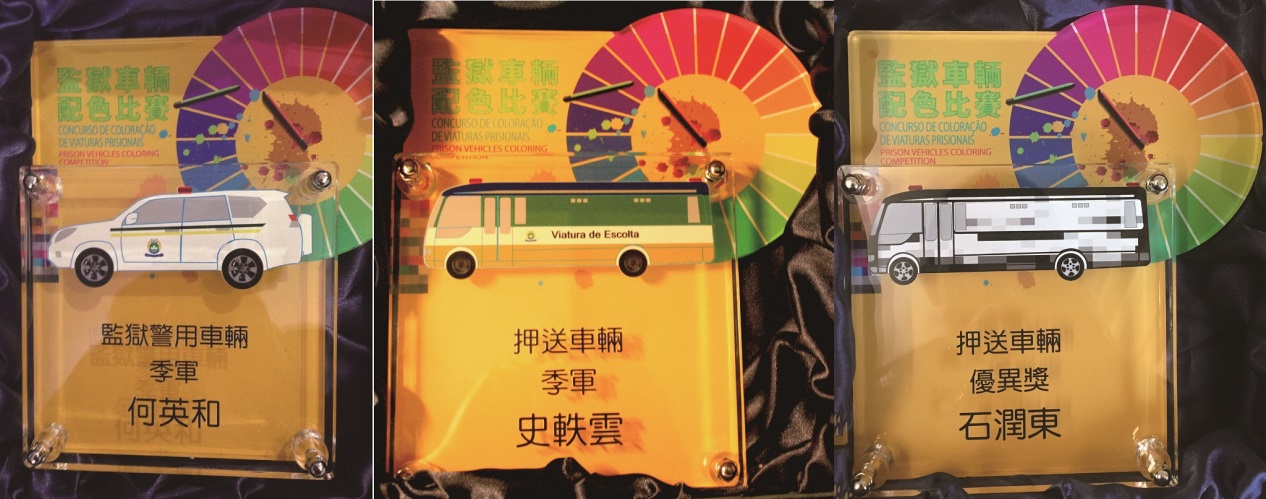 監獄車輛
配色比賽
CONCURSO DE COLORAÇÃO
DE VIATURAS PRISIONAIS
PRISON VEHICLES COLORING
COMPETITION
監獄警用車輛
季軍
何英和
監獄車輛
配色比賽
CONCURSO DE COLORAÇÃO
DE VIATURAS PRISIONAIS
PRISON VEHICLES COLORING
COMPETITION
Viatura de Escolta
押送車輛
季軍
史軼雲
監獄車輛
配色比賽
CONCURSO DE COLORAÇÃO
DE VIATURAS PRISIONAIS
PRISON VEHICLES COLORING
COMPETITION
押送車輛
優異獎
石潤東